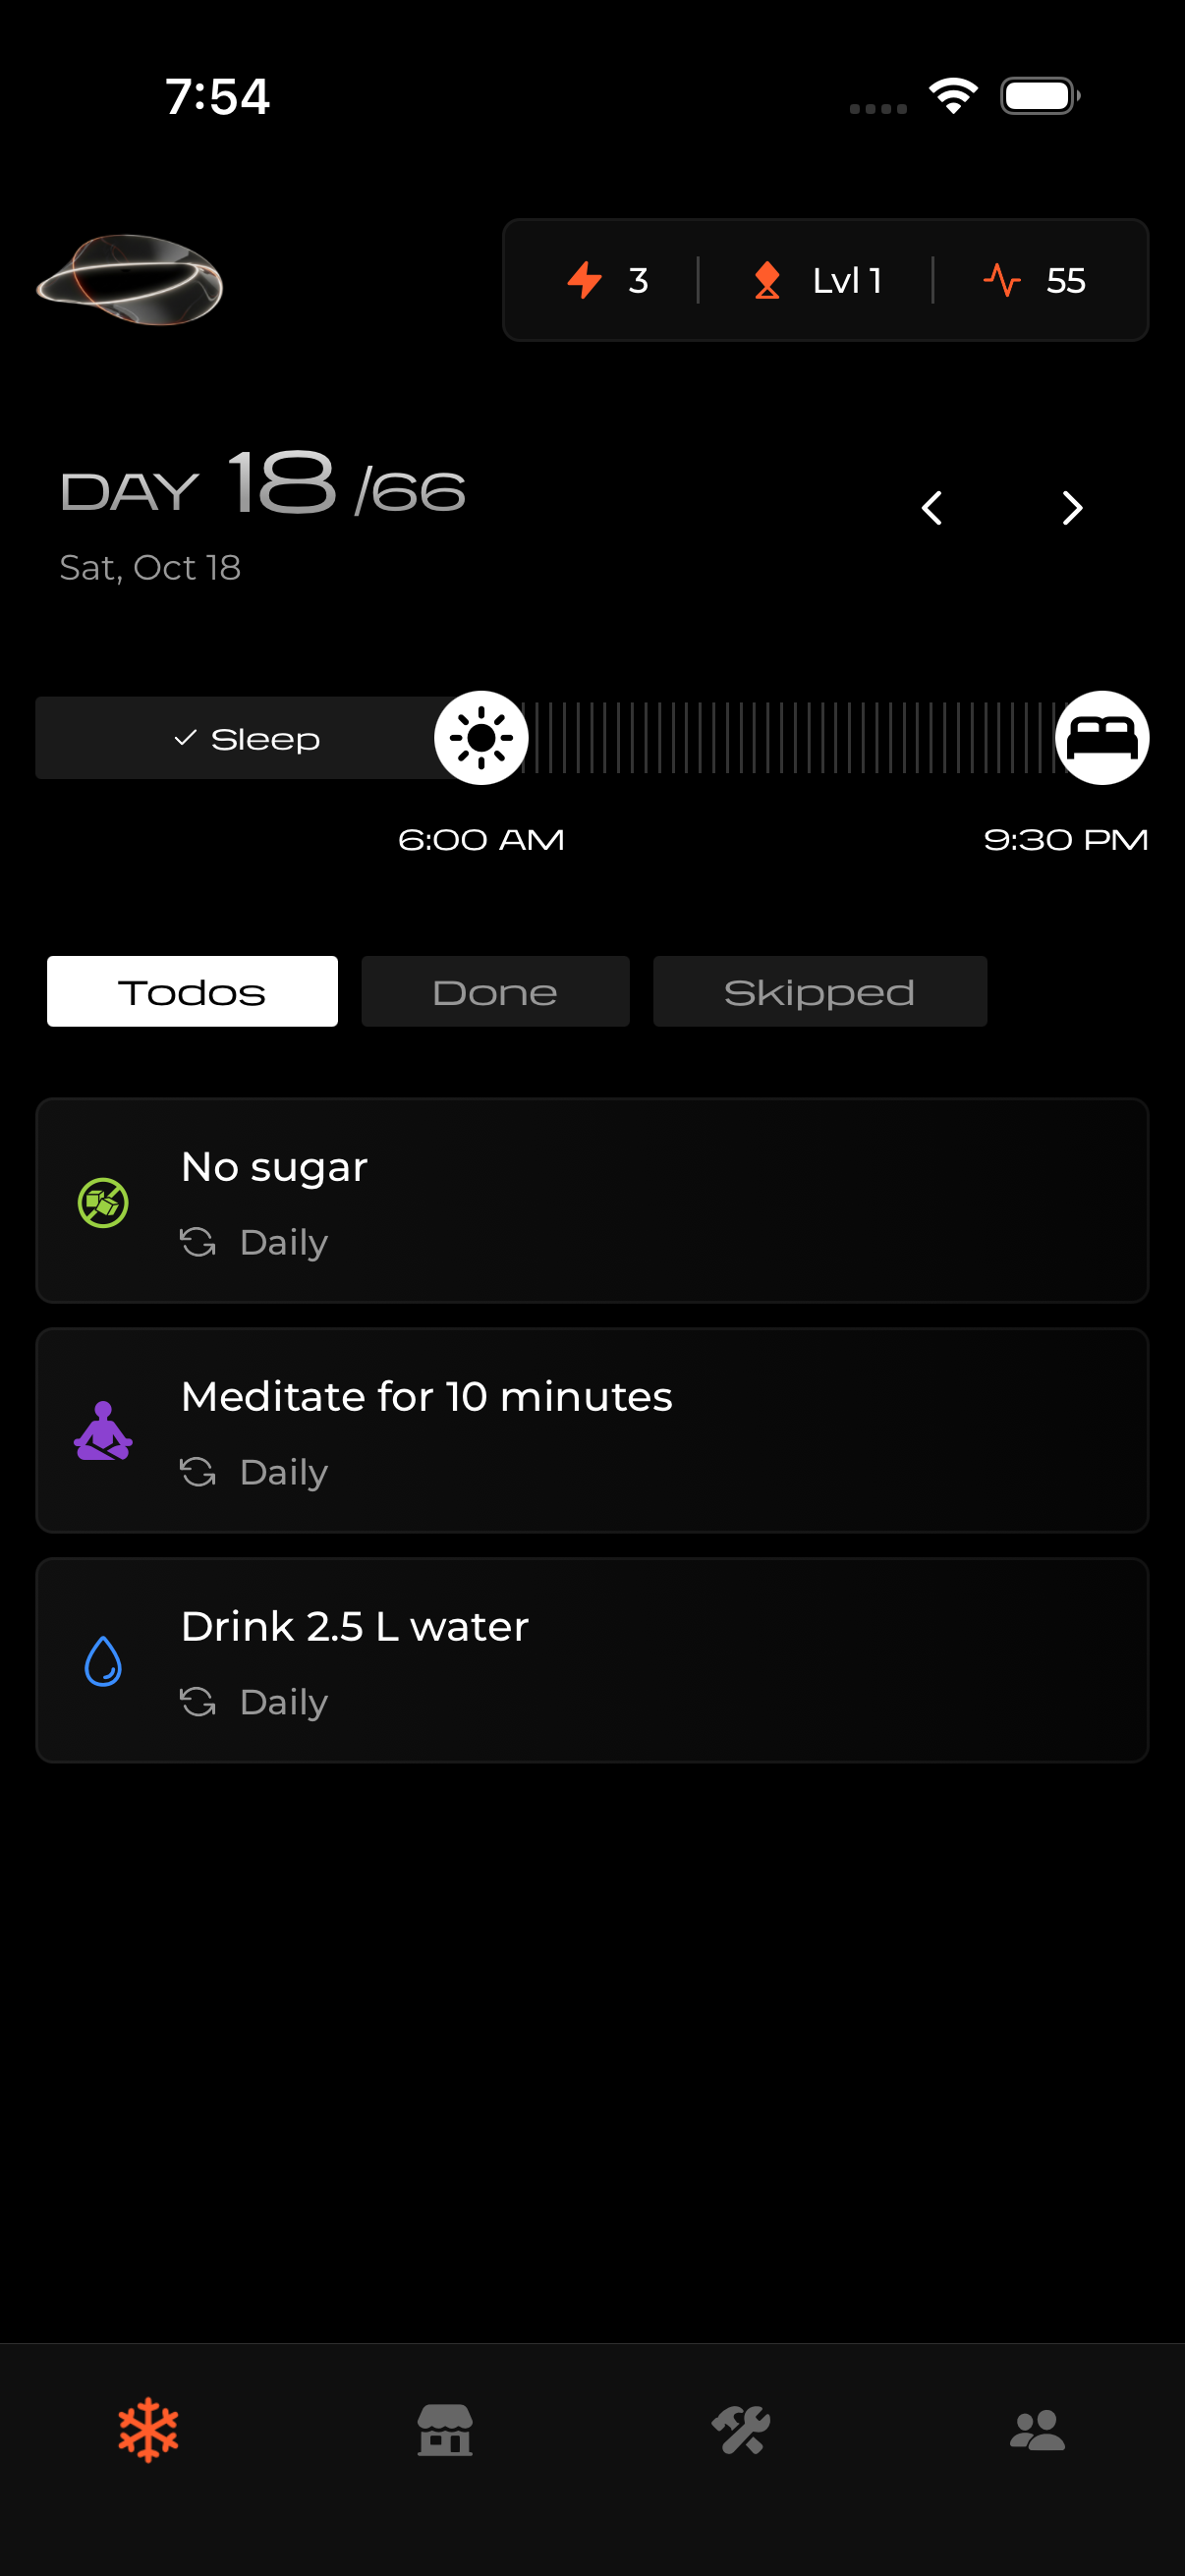 7:54
3 Lvl 1 55
DAY 18 /66
Sat, Oct 18
Sleep
6:00 AM 9:30 PM
Todos Done Skipped
No sugar
Daily
Meditate for 10 minutes
Daily
Drink 2.5 L water
Daily